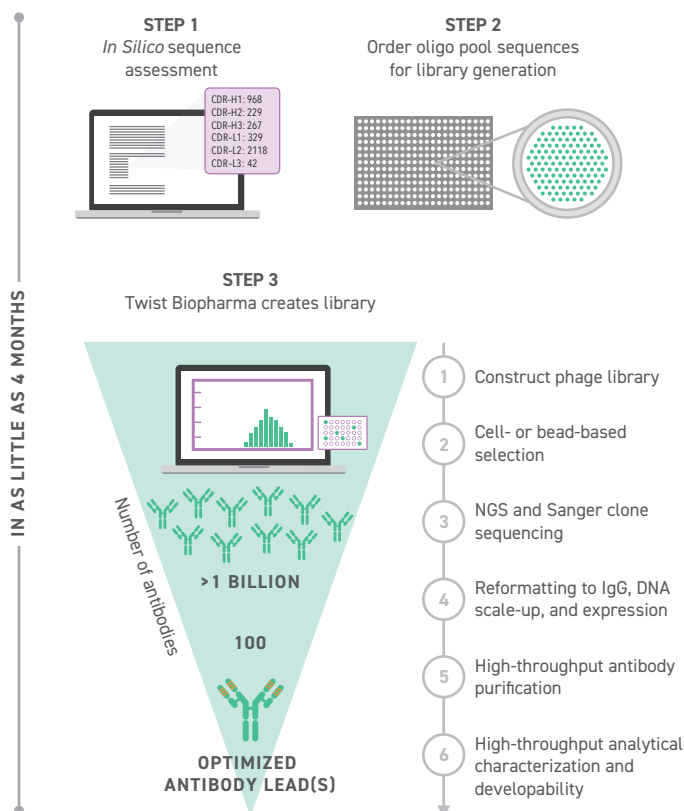 STEP 1
In Silico sequence
assessment
CDR-H1: 968
CDR-H2: 229
CDR-H3: 267
CDR-L1: 329
CDR-L2: 2118
CDR-L3: 42
STEP 2
Order oligo pool sequences
for library generation
IN AS LITTLE AS 4 MONTHS
STEP 3
Twist Biopharma creates library
Number of antibodies
>1 BILLION
100
OPTIMIZED
ANTIBODY LEAD(S)
1
Construct phage library
2
Cell- or bead-based
selection
3
NGS and Sanger clone
sequencing
4
Reformatting to IgG, DNA
scale-up, and expression
5
High-throughput antibody
purification
6
High-throughput analytical
characterization and
developability